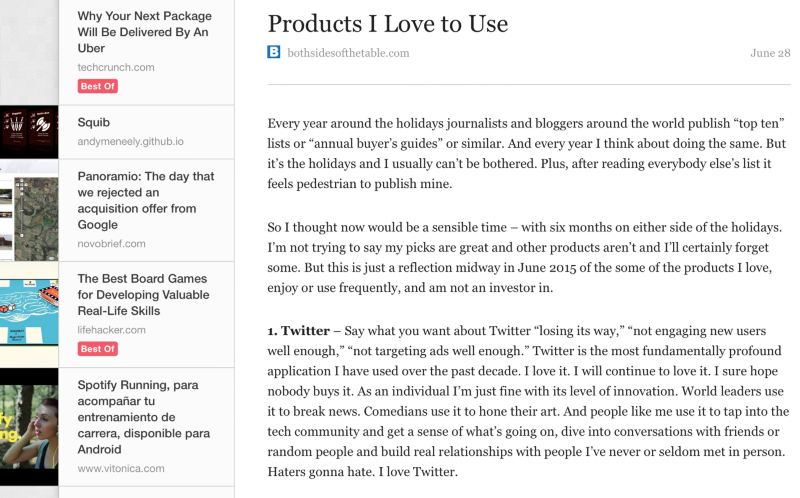 Why Your Next Package
Will Be Delivered By An
Uber
techcrunch.com
Best Of
Squib
andymeneely.github.io
Panoramio: The day that
we rejected an
acquisition offer from
Google
novobrief.com
The Best Board Games
for Developing Valuable
Real-Life Skills
lifehacker.com
Best Of
Spotify Running, para
acompañar tu
entrenamiento de
carrera, disponible para
Android
www.vitonica.com
Products I Love to Use
B bothsidesofthetable.com
June 28
Every year around the holidays journalists and bloggers around the world publish “top ten”
lists or “annual buyer’s guides” or similar. And every year I think about doing the same. But
it’s the holidays and I usually can’t be bothered. Plus, after reading everybody else’s list it
feels pedestrian to publish mine.
So I thought now would be a sensible time – with six months on either side of the holidays.
I’m not trying to say my picks are great and other products aren’t and I’ll certainly forget
some. But this is just a reflection midway in June 2015 of the some of the products I love,
enjoy or use frequently, and am not an investor in.
1. Twitter – Say what you want about Twitter “losing its way,” “not engaging new users
well enough,” “not targeting ads well enough.” Twitter is the most fundamentally profound
application I have used over the past decade. I love it. I will continue to love it. I sure hope
nobody buys it. As an individual I’m just fine with its level of innovation. World leaders use
it to break news. Comedians use it to hone their art. And people like me use it to tap into the
tech community and get a sense of what’s going on, dive into conversations with friends or
random people and build real relationships with people I’ve never or seldom met in person.
Haters gonna hate. I love Twitter.